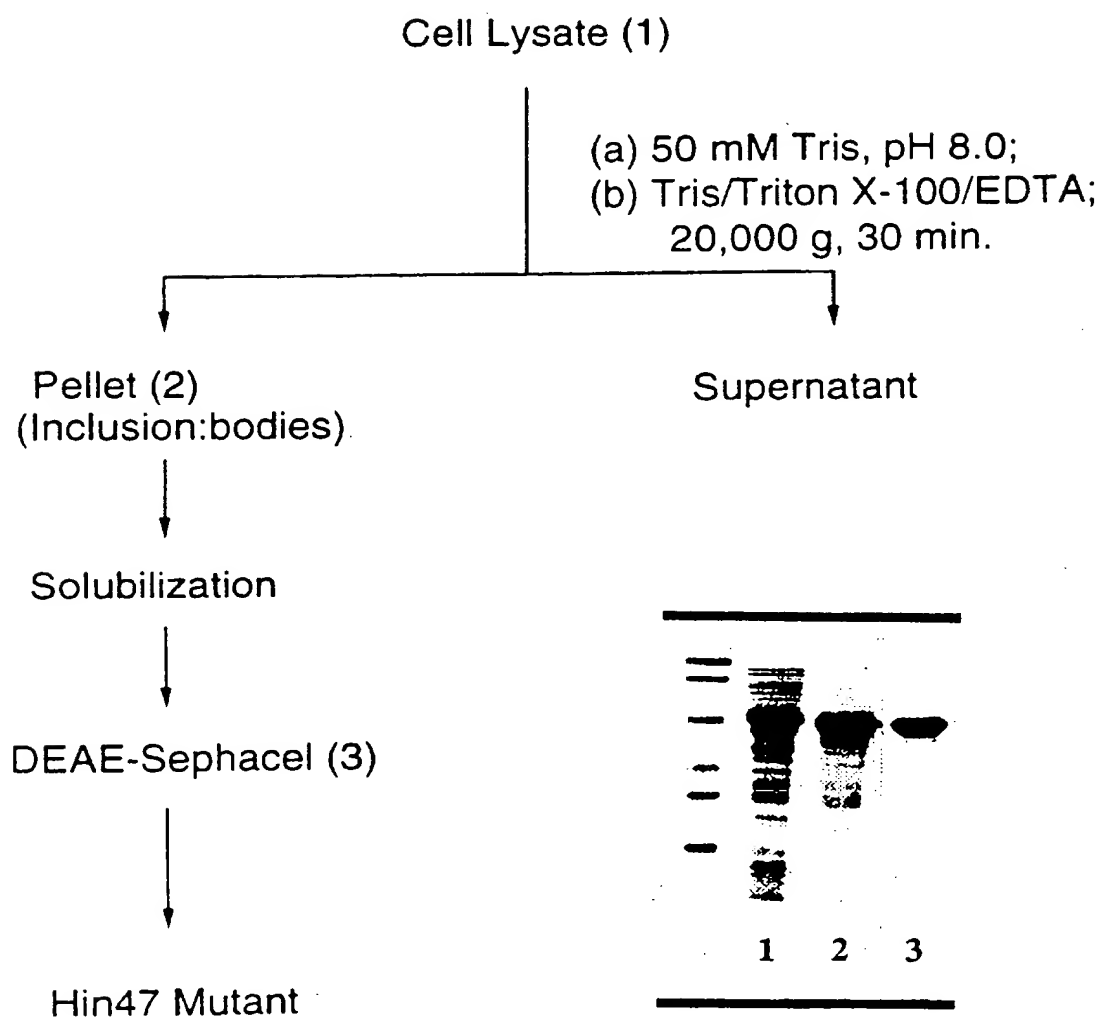 Cell Lysate (1)
(a) 50 mM Tris, pH 8.0;
(b) Tris/Triton X-100/EDTA;
20,000 g, 30 min.
Pellet (2)
(Inclusion:bodies)
Supernatant
Solubilization
DEAE-Sephacel (3)
Hin47 Mutant
1 2 3